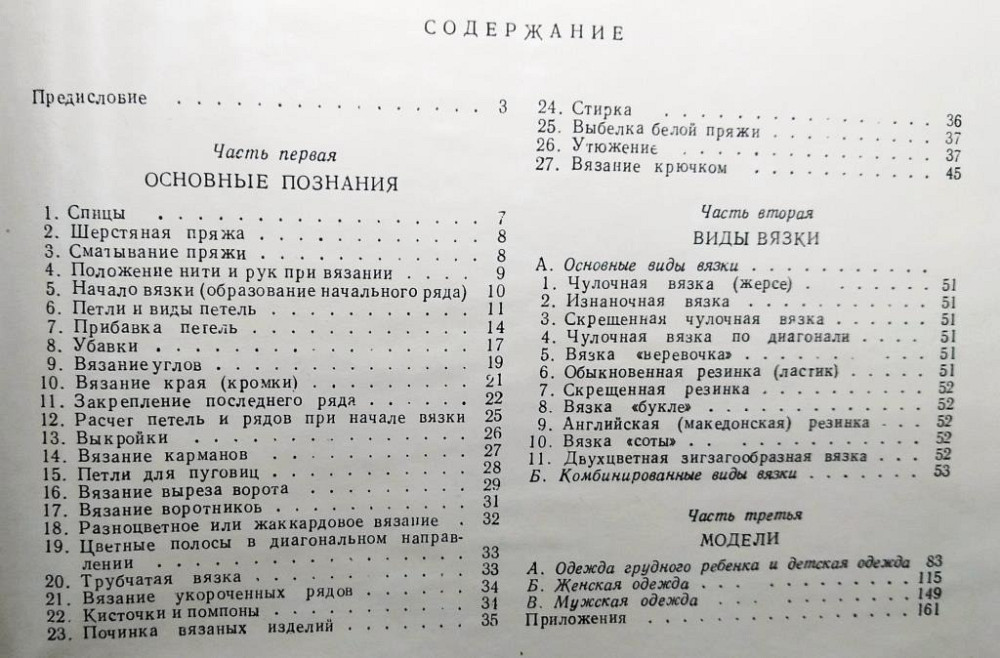 СОДЕРЖАНИЕ
Предисловие . . . . . . . . . . . . . . . . 3
Часть первая
ОСНОВНЫЕ ПОЗНАНИЯ
1. Спицы . . . . . . . . . . . . . . . . 7
2. Шерстяная пряжа . . . . . . . . . . . 8
3. Сматывание пряжи . . . . . . . . . . . 8
4. Положение нити и рук при вязании . . . . 9
5. Начало вязки (образование начального ряда) 10
6. Петли и виды петель . . . . . . . . . . 11
7. Прибавка петель . . . . . . . . . . . 14
8. Убавки . . . . . . . . . . . . . . . 17
9. Вязание углов . . . . . . . . . . . . . 19
10. Вязание края (кромки) . . . . . . . . 21
11. Закрепление последнего ряда . . . . . . 22
12. Расчет петель и рядов при начале вязки 25
13. Выкройки . . . . . . . . . . . . . . 26
14. Вязание карманов . . . . . . . . . . . 27
15. Петли для пуговиц . . . . . . . . . . 28
16. Вязание выреза ворота . . . . . . . . . 29
17. Вязание воротников . . . . . . . . . . 31
18. Разноцветное или жаккардовое вязание . 32
19. Цветные полосы в диагональном направ-
лении . . . . . . . . . . . . . . . 33
20. Трубчатая вязка . . . . . . . . . . . 33
21. Вязание укороченных рядов . . . . . . 34
22. Кисточки и помпоны . . . . . . . . . . 34
23. Починка вязаных изделий . . . . . . . 35
24. Стирка . . . . . . . . . . . . . . . 36
25. Выбелка белой пряжи . . . . . . . . . 37
26. Утюжение . . . . . . . . . . . . . . 37
27. Вязание крючком . . . . . . . . . . . 45
Часть вторая
ВИДЫ ВЯЗКИ
А. Основные виды вязки . . . . . . . . . .
1. Чулочная вязка (жерсе) . . . . . . . . 51
2. Изнаночная вязка . . . . . . . . . . . 51
3. Скрещенная чулочная вязка . . . . . . 51
4. Чулочная вязка по диагонали . . . . . 51
5. Вязка «веревочка» . . . . . . . . . . . 51
6. Обыкновенная резинка (ластик) . . . . . 51
7. Скрещенная резинка . . . . . . . . . . 52
8. Вязка «букле» . . . . . . . . . . . . 52
9. Английская (македонская) резинка . . . 52
10. Вязка «соты» . . . . . . . . . . . . . 52
11. Двухцветная зигзагообразная вязка . . . 52
Б. Комбинированные виды вязки . . . . . . 53
Часть третья
МОДЕЛИ
А. Одежда грудного ребенка и детская одежда 83
Б. Женская одежда . . . . . . . . . . . . 115
В. Мужская одежда . . . . . . . . . . . . 149
Приложения . . . . . . . . . . . . . . . 161